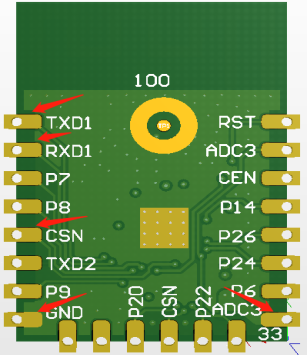 100
TXD1
RST
RXD1
ADC3
P7
CEN
P8
P14
CSN
P26
TXD2
P24
P9
P6
GND
P20
CSN
P22
ADC3
33